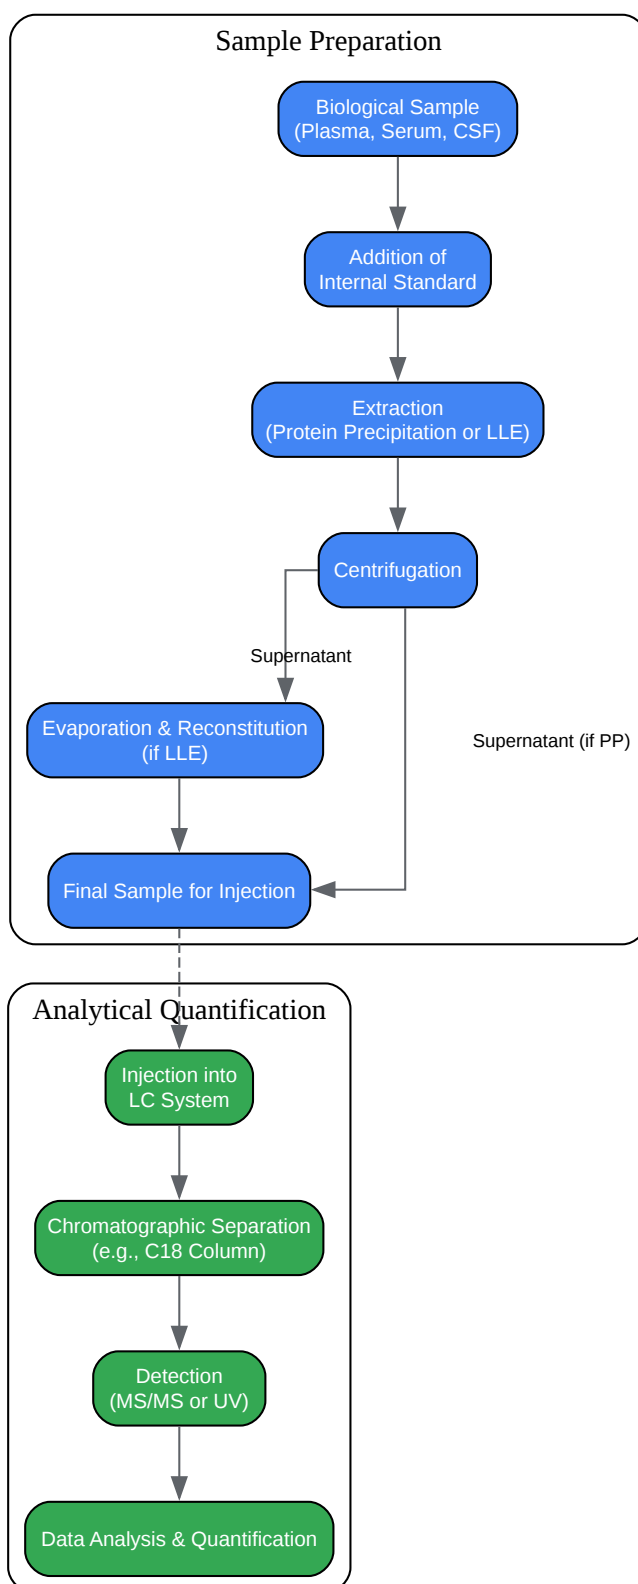 Sample Preparation
Biological Sample
(Plasma, Serum, CSF)
Addition of
Internal Standard
Extraction
(Protein Precipitation or LLE)
Centrifugation
Supernatant
Evaporation & Reconstitution
(if LLE)
Supernatant (if PP)
Final Sample for Injection
Analytical Quantification
Injection into
LC System
Chromatographic Separation
(e.g., C18 Column)
Detection
(MS/MS or UV)
Data Analysis & Quantification